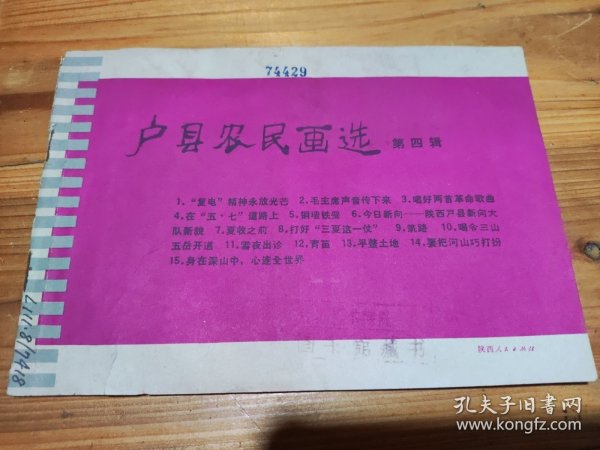 74429
户县农民画选 第四辑
1、“复电”精神永放光芒 2、毛主席声音传下来 3、唱好两首革命歌曲
4、在“五·七”道路上 5、铜墙铁壁 6、今日新向——陕西户县新向大
队新貌 7、夏收之前 8、打好“三夏这一仗” 9、筑路 10、喝令三山
五岳开道 11、雪夜出诊 12、育苗 13、平整土地 14、要把河山巧打扮
15、身在深山中，心连全世界
图书馆藏书
陕西人民出版社
孔夫子旧书网
www.kongfz.com